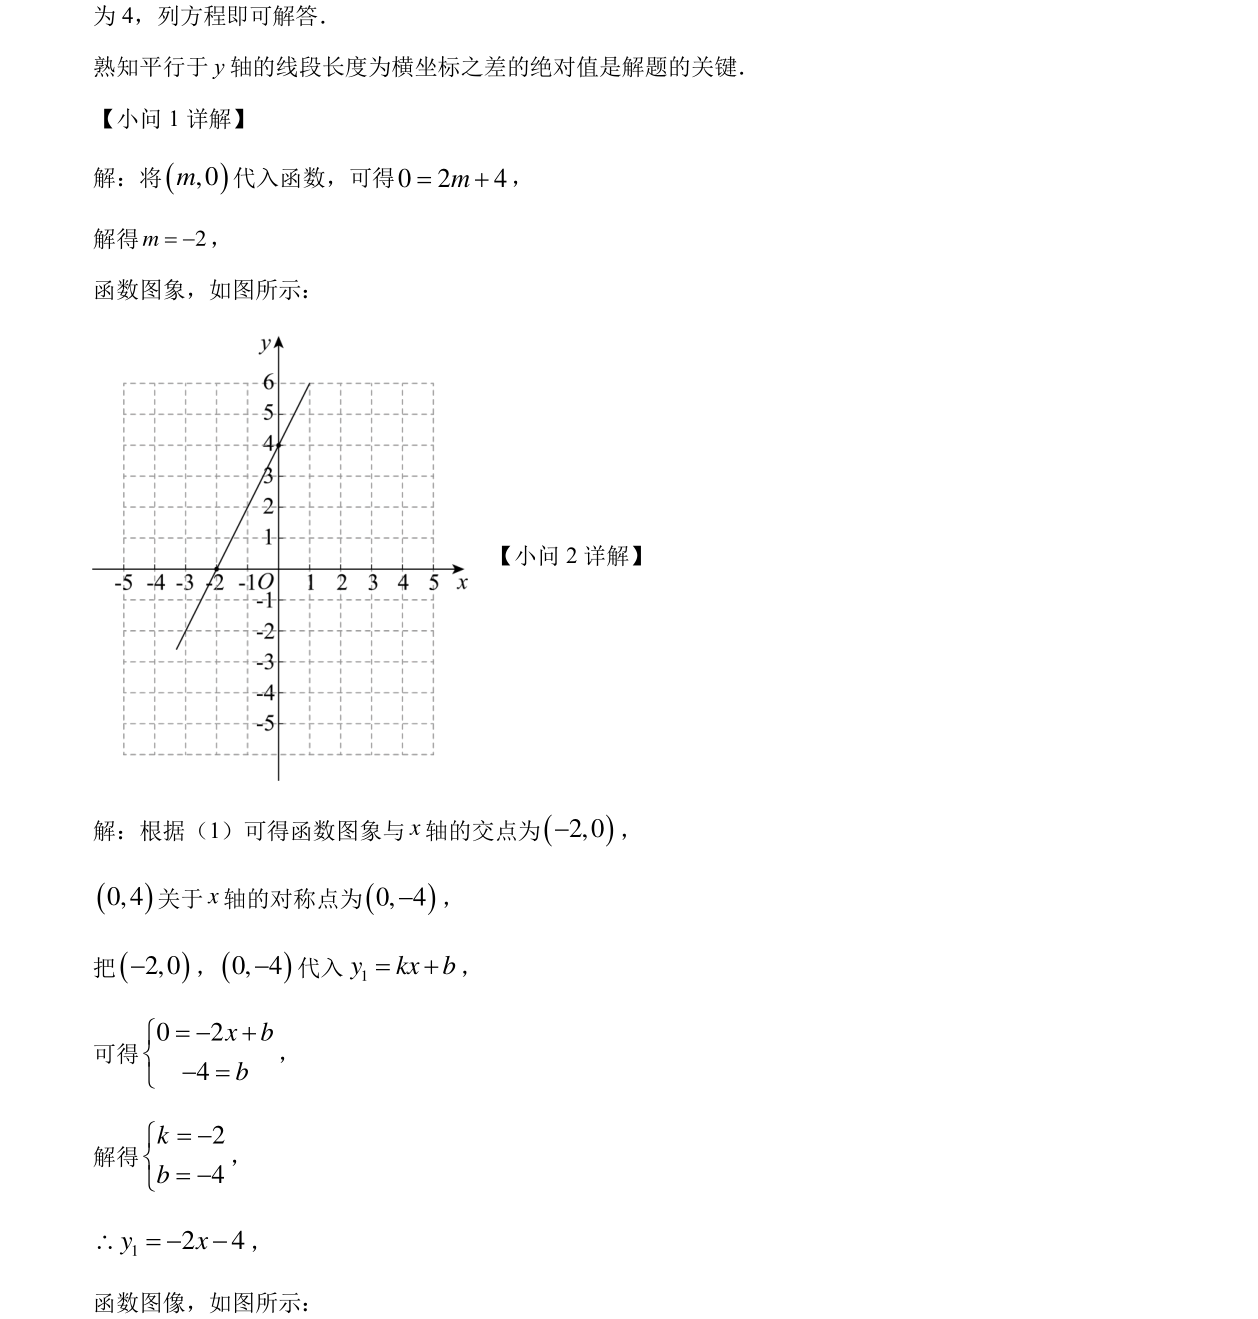 为 4，列方程即可解答．
熟知平行于 y 轴的线段长度为横坐标之差的绝对值是解题的关键．
【小问 1 详解】
解：将(m,0)代入函数，可得0 = 2m + 4，
解得m = −2，
函数图象，如图所示：
y
6
5
4
3
2
1
-5 -4 -3 -2 -1 O 1 2 3 4 5 x
-1
-2
-3
-4
-5
【小问 2 详解】
解：根据（1）可得函数图象与 x 轴的交点为(−2,0)，
(0,4)关于 x 轴的对称点为(0,−4)，
把(−2,0)，(0,−4)代入 y₁ = kx + b，
可得{0 = −2x + b
−4 = b，
解得{k = −2
b = −4，
∴ y₁ = −2x − 4，
函数图像，如图所示：